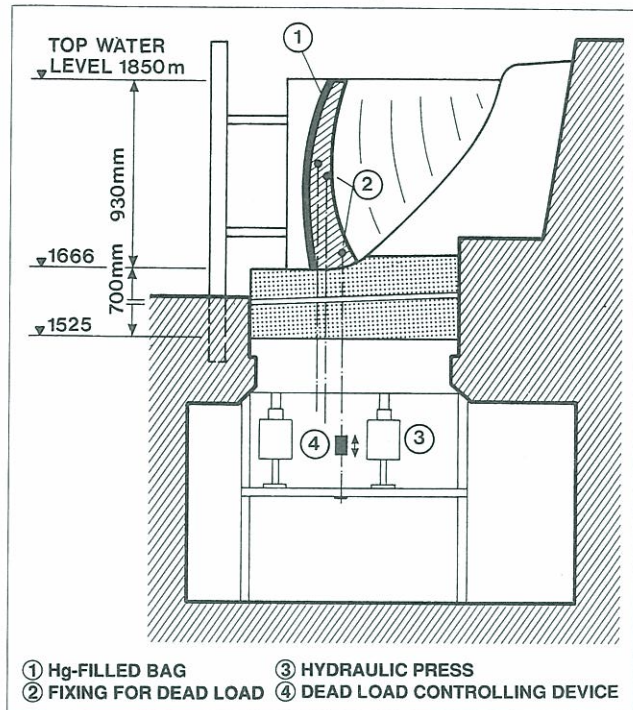 ①
TOP WATER
LEVEL 1850m
②
930mm
1666
700mm
1525
④
③
① Hg-FILLED BAG
③ HYDRAULIC PRESS
② FIXING FOR DEAD LOAD
④ DEAD LOAD CONTROLLING DEVICE